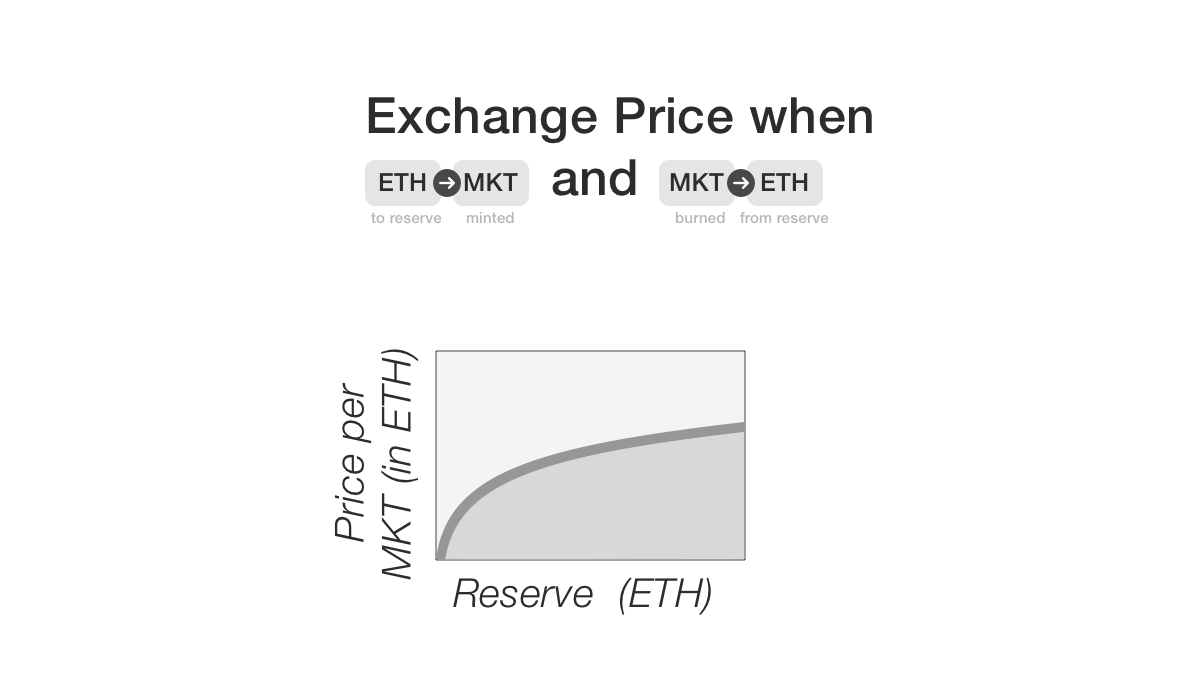 Exchange Price when
ETH → MKT and MKT → ETH
to reserve minted burned from reserve
Price per
MKT (in ETH)
Reserve (ETH)